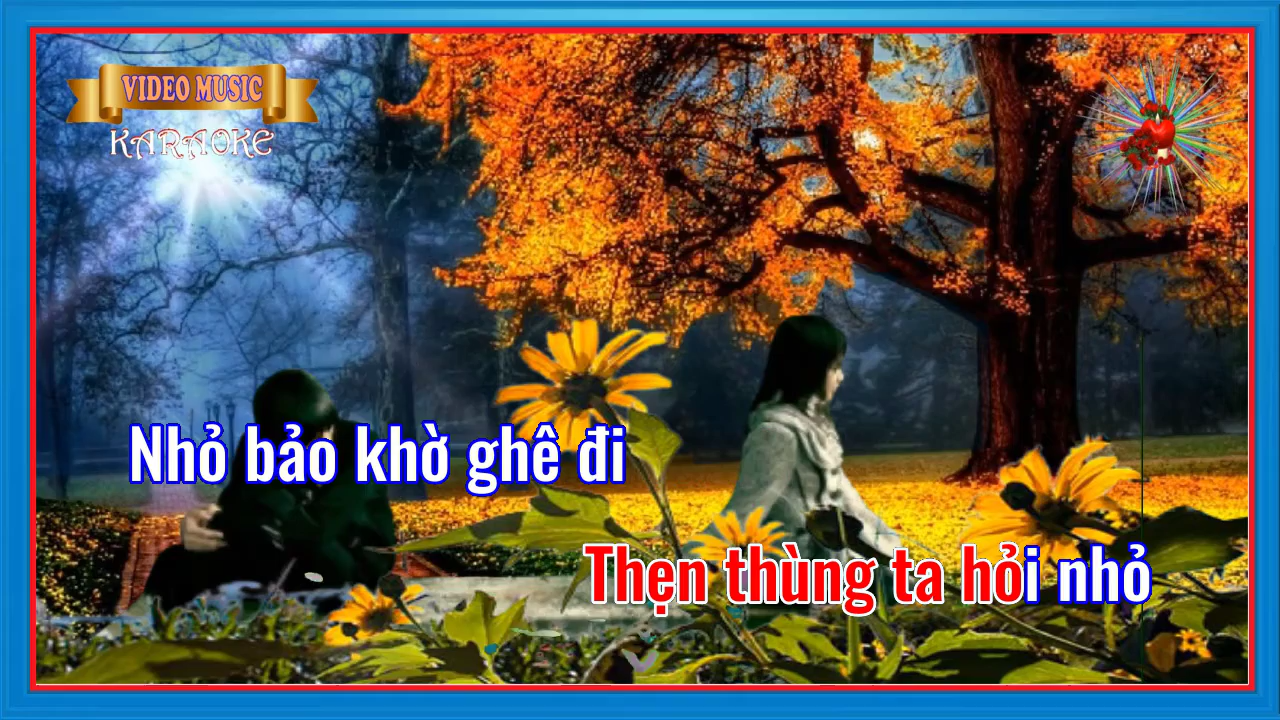 VIDEO MUSIC
KARAOKE
Nhỏ bảo khờ ghê đi
Thẹn thùng ta hỏi nhỏ